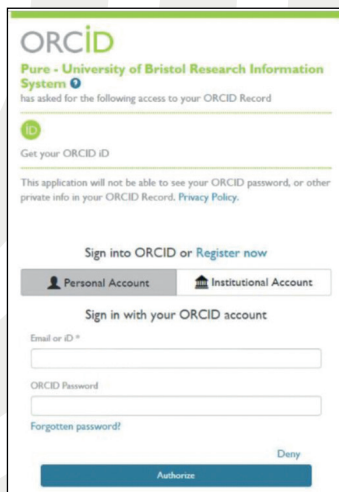 ORCiD
Pure - University of Bristol Research Information
System ?
has asked for the following access to your ORCID Record
iD
Get your ORCID iD
This application will not be able to see your ORCID password, or other
private info in your ORCID Record. Privacy Policy.
Sign into ORCID or Register now
Personal Account
Institutional Account
Sign in with your ORCID account
Email or iD *
ORCID Password
Forgotten password?
Deny
Authorize